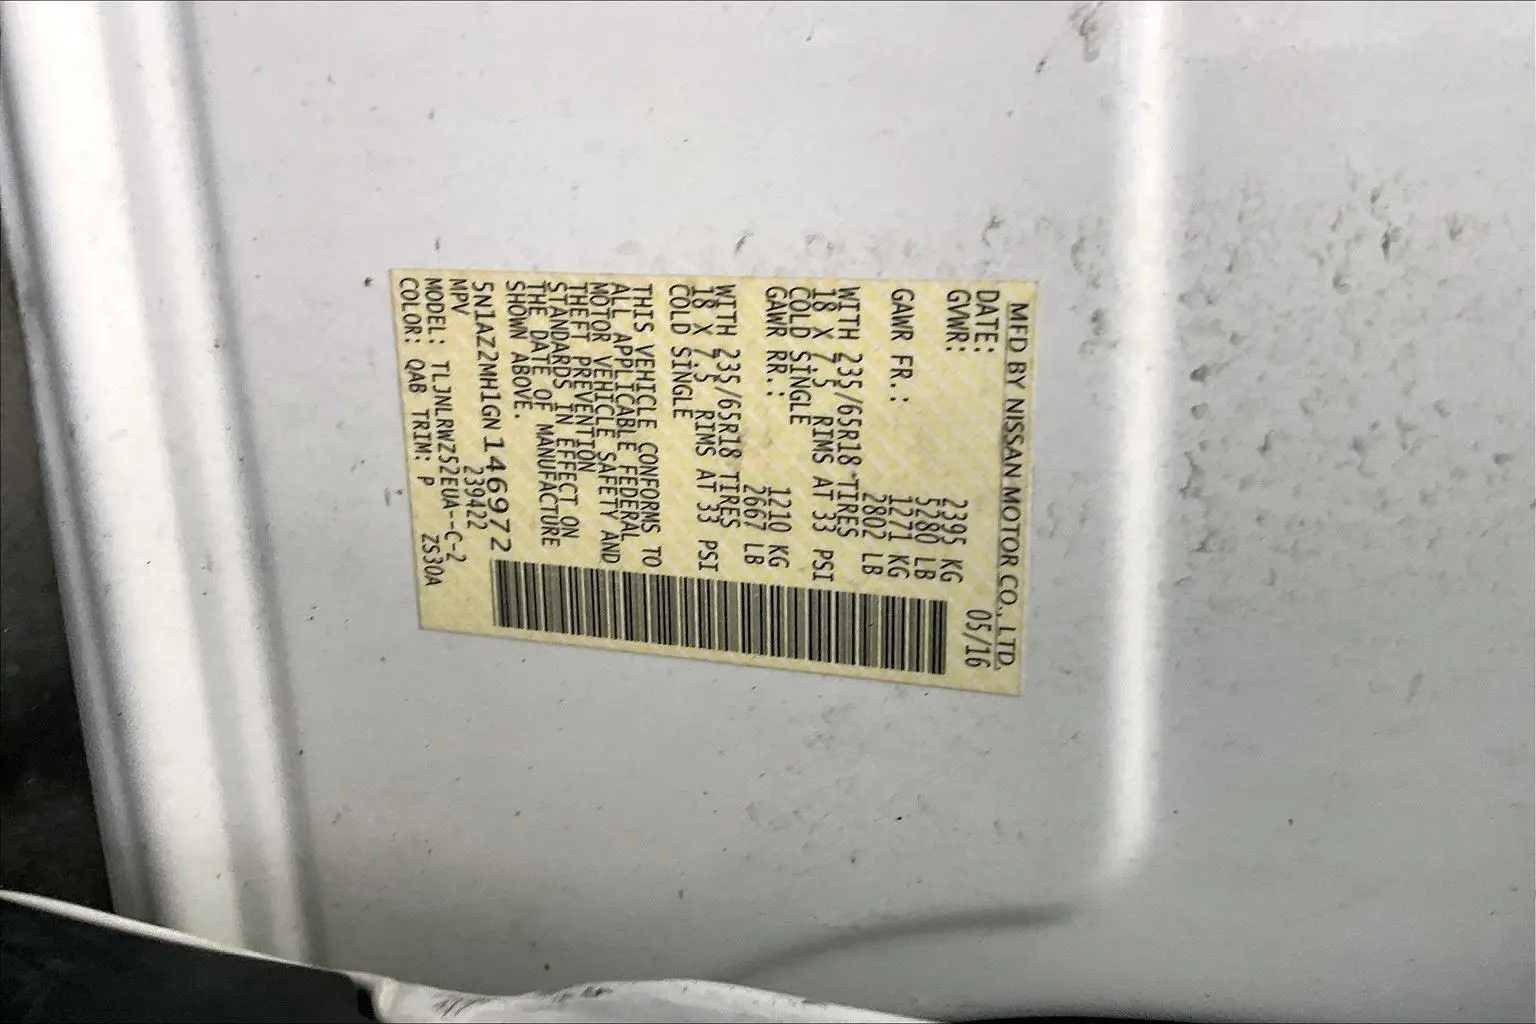 MFD BY NISSAN MOTOR CO., LTD.
DATE: 05/16
GVWR: 2395 KG
5280 LB
GAWR FR.: 1271 KG
2802 LB
WITH 235/65R18 TIRES
18 X 7.5 RIMS AT 33 PSI
COLD SINGLE
GAWR RR.: 1210 KG
2667 LB
WITH 235/65R18 TIRES
18 X 7.5 RIMS AT 33 PSI
COLD SINGLE
THIS VEHICLE CONFORMS TO
ALL APPLICABLE FEDERAL
MOTOR VEHICLE SAFETY AND
THEFT PREVENTION
STANDARDS IN EFFECT ON
THE DATE OF MANUFACTURE
SHOWN ABOVE.
5N1AZ2MH1GN146972
MPV 239422
MODEL: TLJNLRWZ52EUA--C-2
COLOR: QAB TRIM: P ZS30A